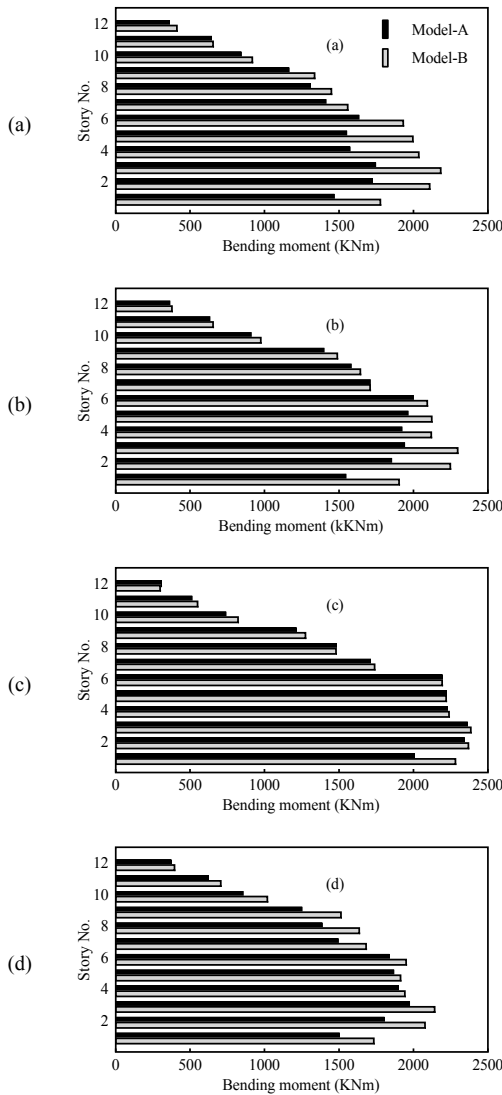 (a)
Story No.
12
10
8
6
4
2
(a)
Model-A
Model-B
0 500 1000 1500 2000 2500
Bending moment (KNm)
(b)
Story No.
12
10
8
6
4
2
(b)
0 500 1000 1500 2000 2500
Bending moment (kKNm)
(c)
Story No.
12
10
8
6
4
2
(c)
0 500 1000 1500 2000 2500
Bending moment (KNm)
(d)
Story No.
12
10
8
6
4
2
(d)
0 500 1000 1500 2000 2500
Bending moment (KNm)